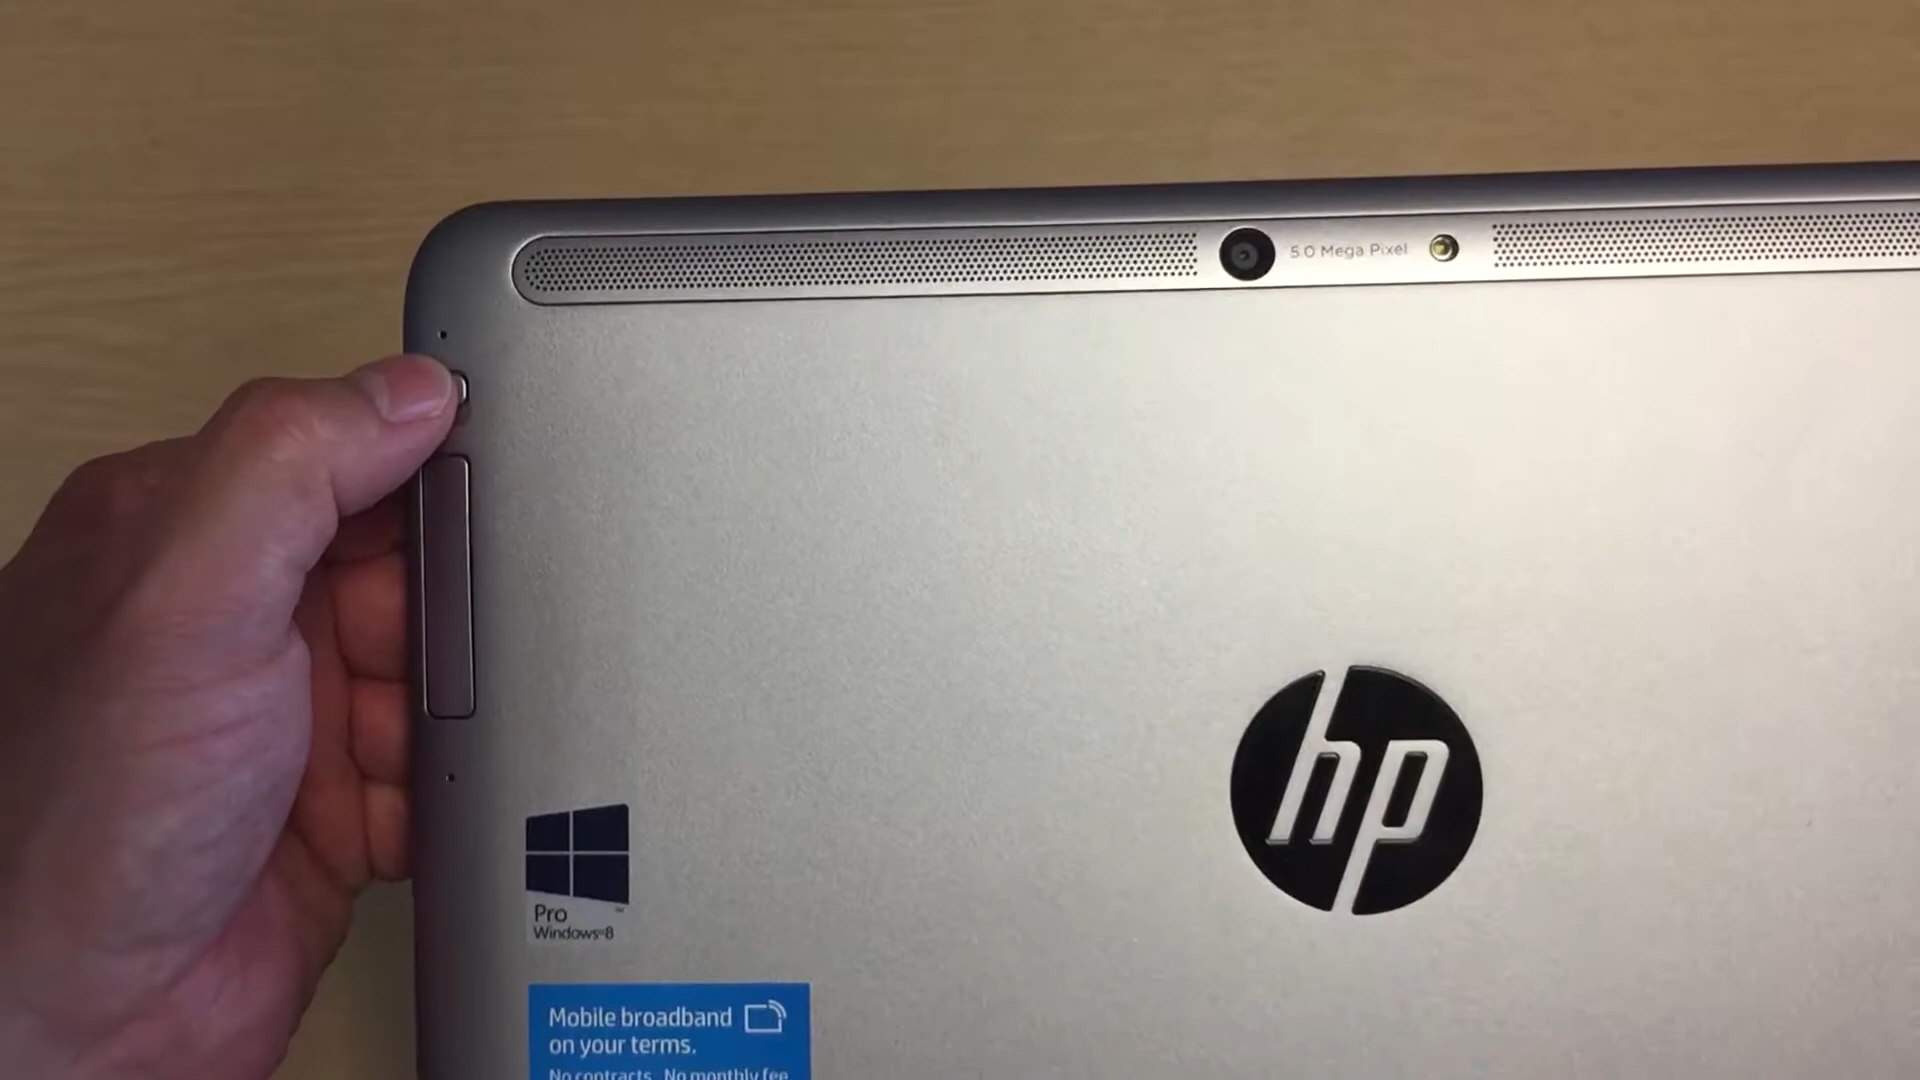 5.0 Mega Pixel
hp
Pro
Windows 8
Mobile broadband
on your terms.
No contracts. No monthly fee